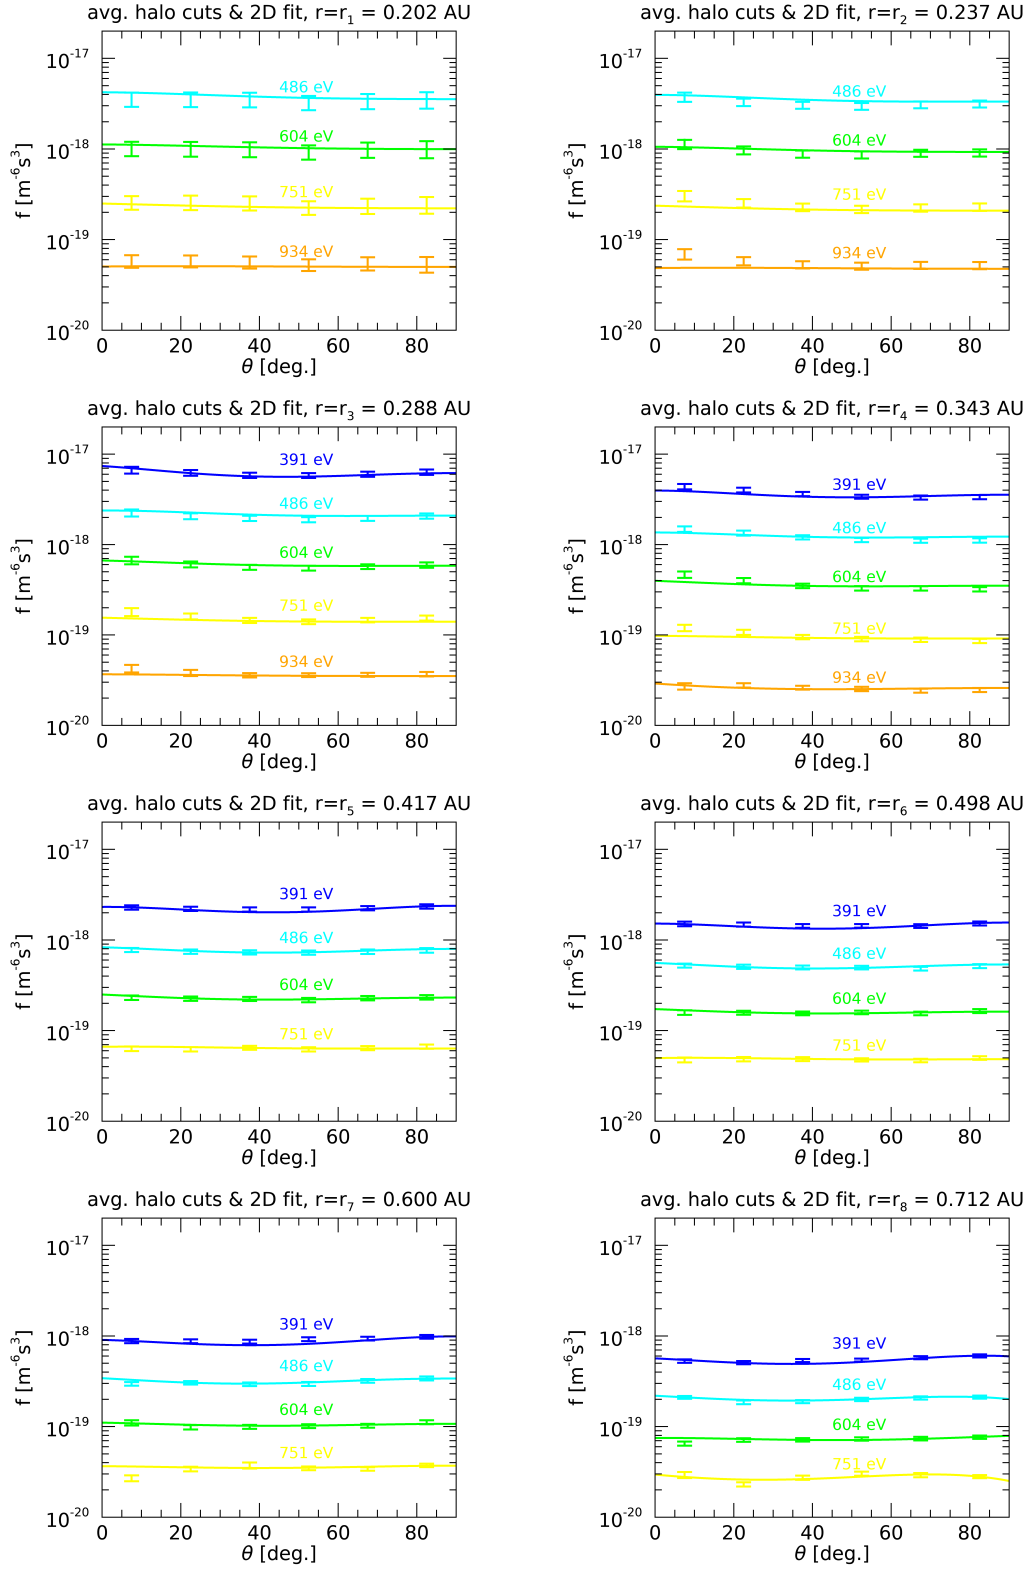 avg. halo cuts & 2D fit, r=r₁ = 0.202 AU
f [m⁻⁶s³]
10⁻¹⁷
10⁻¹⁸
10⁻¹⁹
10⁻²⁰
486 eV
604 eV
751 eV
934 eV
0 20 40 60 80
θ [deg.]
avg. halo cuts & 2D fit, r=r₂ = 0.237 AU
f [m⁻⁶s³]
10⁻¹⁷
10⁻¹⁸
10⁻¹⁹
10⁻²⁰
486 eV
604 eV
751 eV
934 eV
0 20 40 60 80
θ [deg.]
avg. halo cuts & 2D fit, r=r₃ = 0.288 AU
f [m⁻⁶s³]
10⁻¹⁷
10⁻¹⁸
10⁻¹⁹
10⁻²⁰
391 eV
486 eV
604 eV
751 eV
934 eV
0 20 40 60 80
θ [deg.]
avg. halo cuts & 2D fit, r=r₄ = 0.343 AU
f [m⁻⁶s³]
10⁻¹⁷
10⁻¹⁸
10⁻¹⁹
10⁻²⁰
391 eV
486 eV
604 eV
751 eV
934 eV
0 20 40 60 80
θ [deg.]
avg. halo cuts & 2D fit, r=r₅ = 0.417 AU
f [m⁻⁶s³]
10⁻¹⁷
10⁻¹⁸
10⁻¹⁹
10⁻²⁰
391 eV
486 eV
604 eV
751 eV
0 20 40 60 80
θ [deg.]
avg. halo cuts & 2D fit, r=r₆ = 0.498 AU
f [m⁻⁶s³]
10⁻¹⁷
10⁻¹⁸
10⁻¹⁹
10⁻²⁰
391 eV
486 eV
604 eV
751 eV
0 20 40 60 80
θ [deg.]
avg. halo cuts & 2D fit, r=r₇ = 0.600 AU
f [m⁻⁶s³]
10⁻¹⁷
10⁻¹⁸
10⁻¹⁹
10⁻²⁰
391 eV
486 eV
604 eV
751 eV
0 20 40 60 80
θ [deg.]
avg. halo cuts & 2D fit, r=r₈ = 0.712 AU
f [m⁻⁶s³]
10⁻¹⁷
10⁻¹⁸
10⁻¹⁹
10⁻²⁰
391 eV
486 eV
604 eV
751 eV
0 20 40 60 80
θ [deg.]